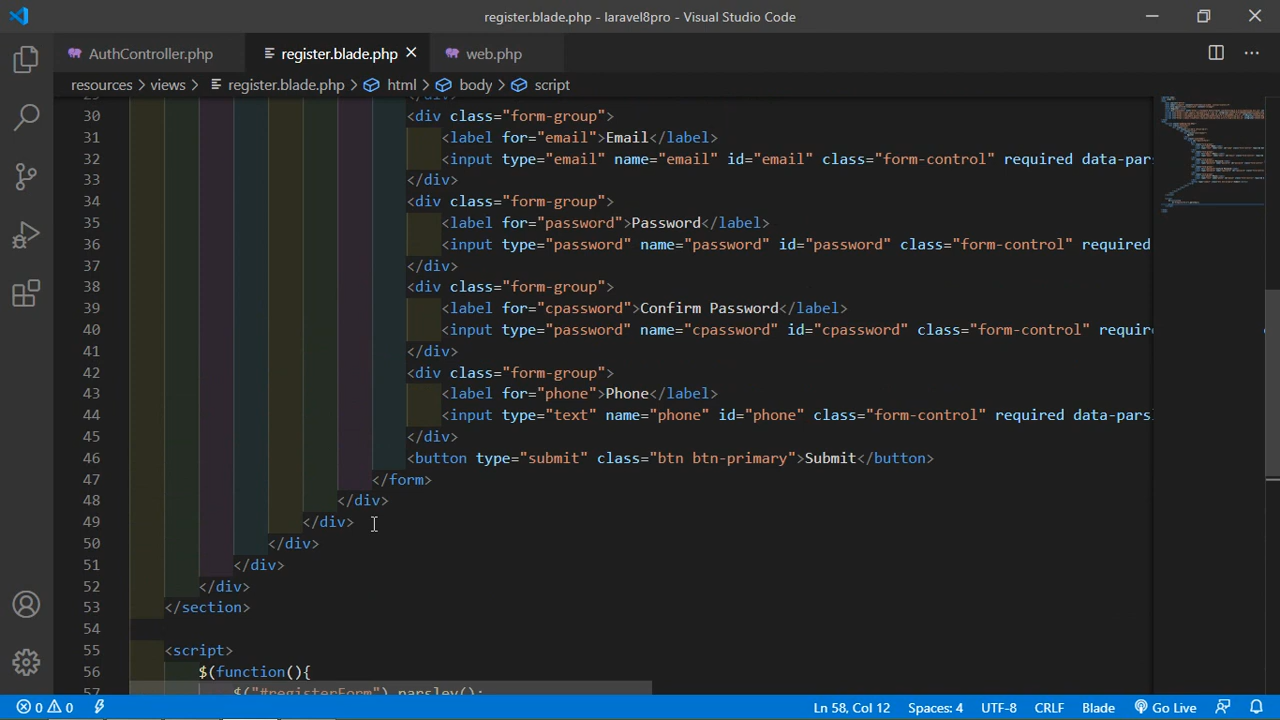 register.blade.php - laravel8pro - Visual Studio Code
AuthController.php register.blade.php web.php
resources > views > register.blade.php > html > body > script
30 <div class="form-group">
31 <label for="email">Email</label>
32 <input type="email" name="email" id="email" class="form-control" required data-pars
33 </div>
34 <div class="form-group">
35 <label for="password">Password</label>
36 <input type="password" name="password" id="password" class="form-control" required
37 </div>
38 <div class="form-group">
39 <label for="cpassword">Confirm Password</label>
40 <input type="password" name="cpassword" id="cpassword" class="form-control" require
41 </div>
42 <div class="form-group">
43 <label for="phone">Phone</label>
44 <input type="text" name="phone" id="phone" class="form-control" required data-parsl
45 </div>
46 <button type="submit" class="btn btn-primary">Submit</button>
47 </form>
48 </div>
49 </div>
50 </div>
51 </div>
52 </div>
53 </section>
54
55 <script>
56 $(function(){
57 $("#registerForm").parsley();
0 0 Ln 58, Col 12 Spaces: 4 UTF-8 CRLF Blade Go Live